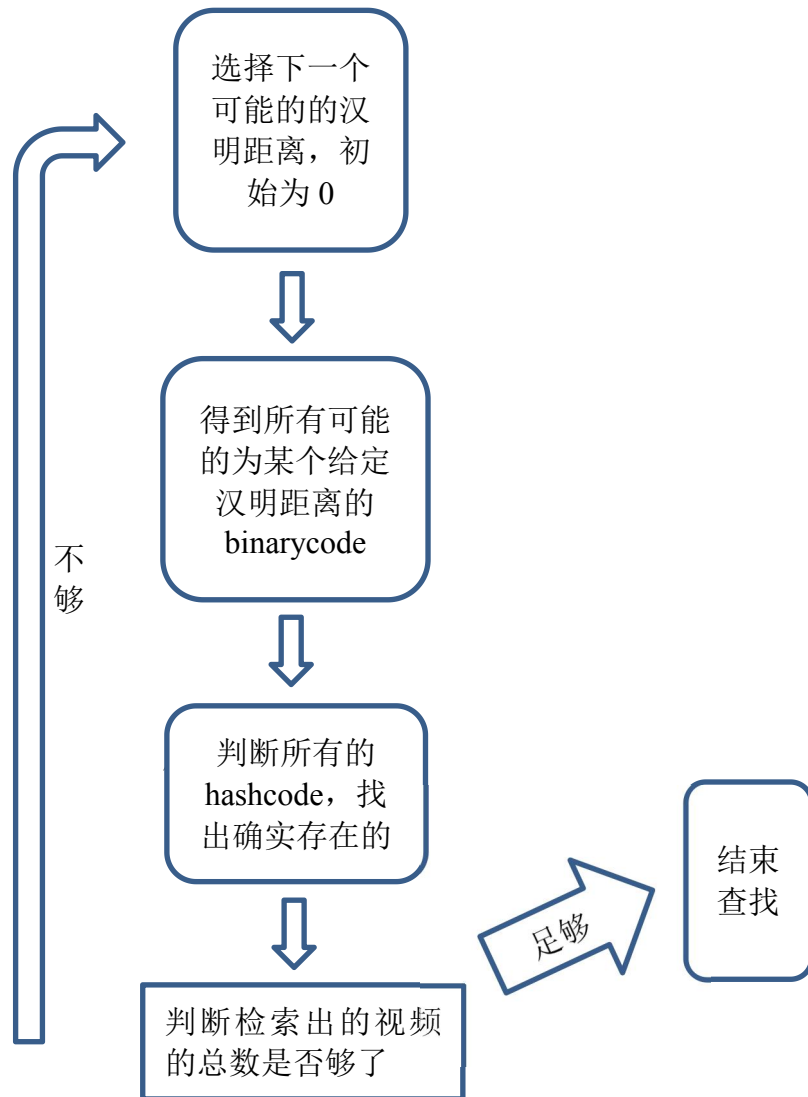 选择下一个
可能的的汉
明距离，初
始为 0
得到所有可能
的为某个给定
汉明距离的
binarycode
不
够
判断所有的
hashcode，找
出确实存在的
结束
查找
足够
判断检索出的视频
的总数是否够了